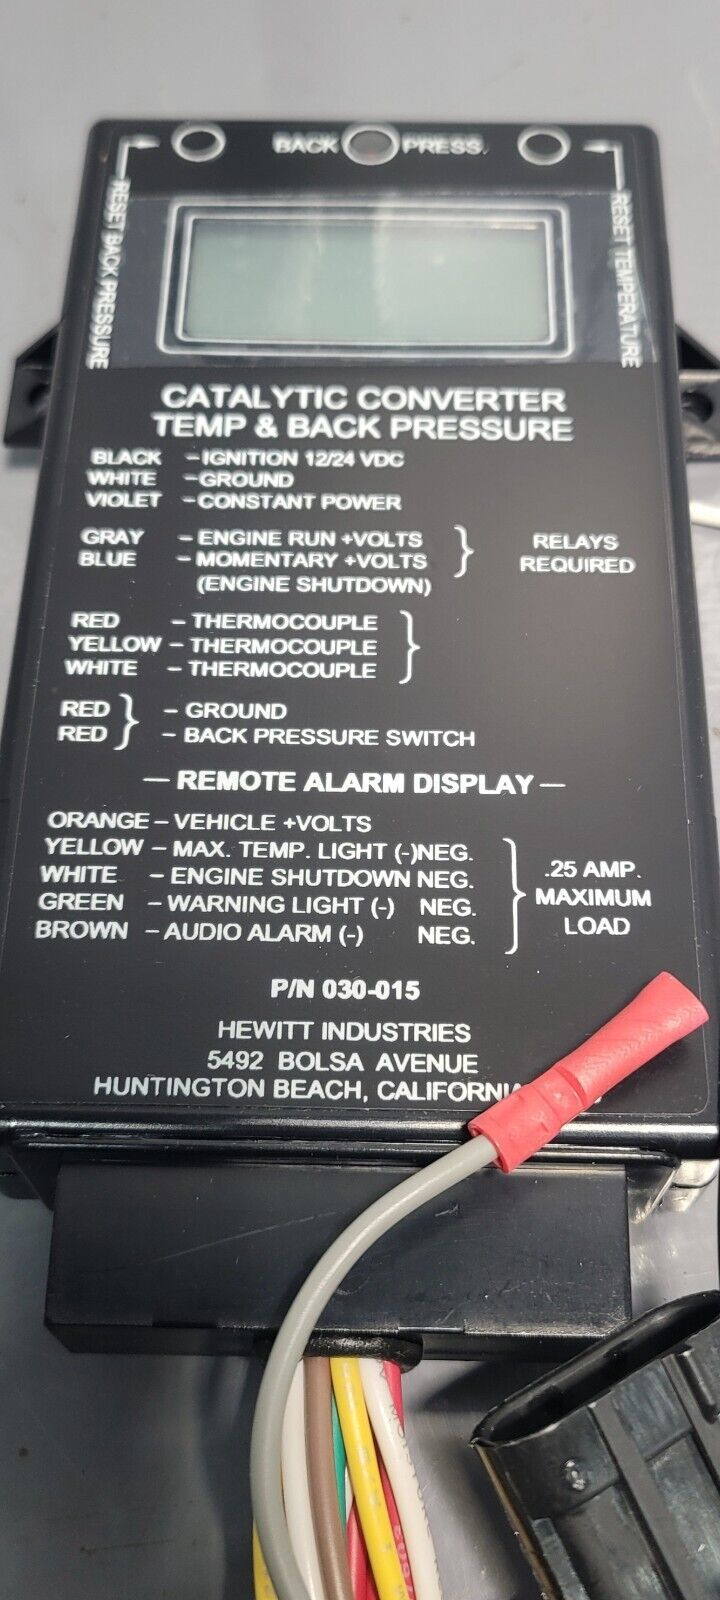 BACK PRESS.
RESET BACK PRESSURE
RESET TEMPERATURE
CATALYTIC CONVERTER
TEMP & BACK PRESSURE
BLACK – IGNITION 12/24 VDC
WHITE – GROUND
VIOLET – CONSTANT POWER
GRAY – ENGINE RUN +VOLTS
BLUE – MOMENTARY +VOLTS
(ENGINE SHUTDOWN)
RELAYS
REQUIRED
RED – THERMOCOUPLE
YELLOW – THERMOCOUPLE
WHITE – THERMOCOUPLE
RED – GROUND
RED – BACK PRESSURE SWITCH
— REMOTE ALARM DISPLAY —
ORANGE – VEHICLE +VOLTS
YELLOW – MAX. TEMP. LIGHT (-)NEG.
WHITE – ENGINE SHUTDOWN NEG.
GREEN – WARNING LIGHT (-) NEG.
BROWN – AUDIO ALARM (-) NEG.
.25 AMP.
MAXIMUM
LOAD
P/N 030-015
HEWITT INDUSTRIES
5492 BOLSA AVENUE
HUNTINGTON BEACH, CALIFORNIA